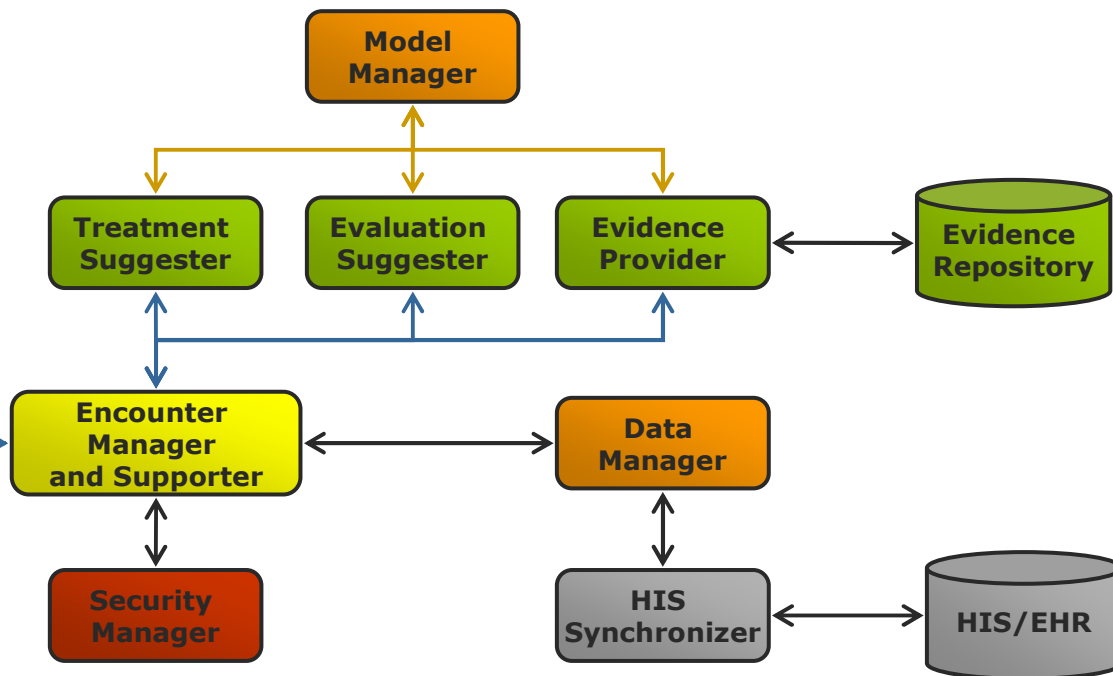 Model
Manager
Treatment
Suggester
Evaluation
Suggester
Evidence
Provider
Evidence
Repository
Encounter
Manager
and Supporter
Data
Manager
Security
Manager
HIS
Synchronizer
HIS/EHR